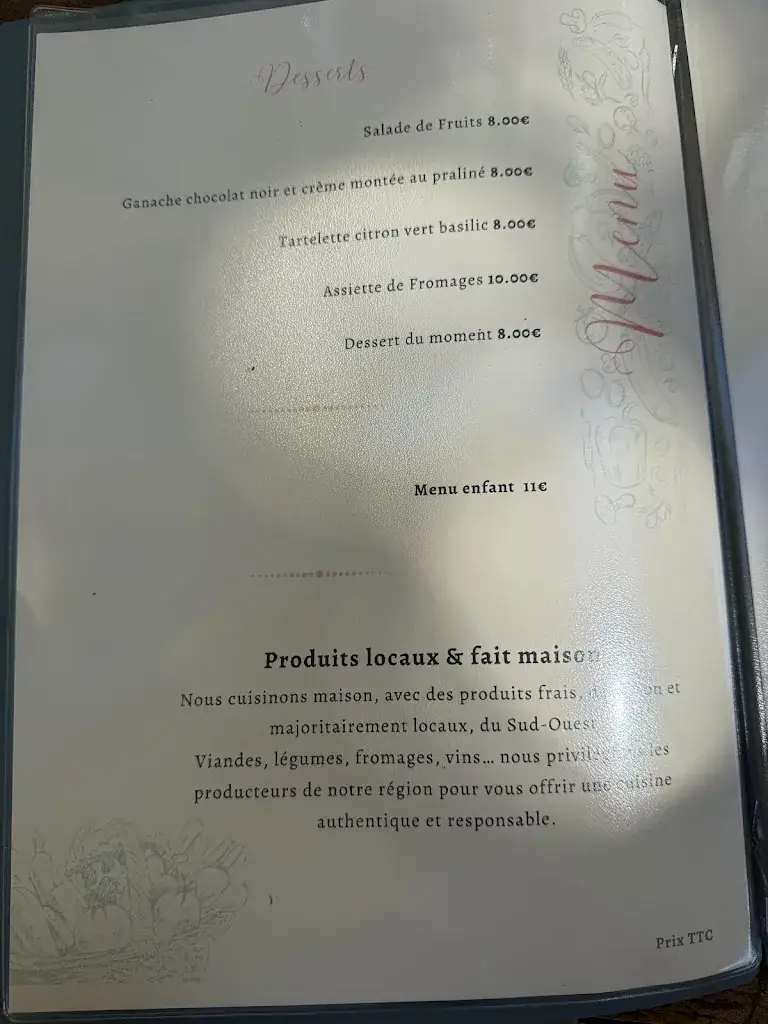 Desserts
Salade de Fruits 8.00€
Ganache chocolat noir et crème montée au praliné 8.00€
Tartelette citron vert basilic 8.00€
Assiette de Fromages 10.00€
Dessert du moment 8.00€
Menu
Menu enfant 11€
Produits locaux & fait maison
Nous cuisinons maison, avec des produits frais, et
majoritairement locaux, du Sud-Ouest
Viandes, légumes, fromages, vins... nous privilégions les
producteurs de notre région pour vous offrir une cuisine
authentique et responsable.
Prix TTC